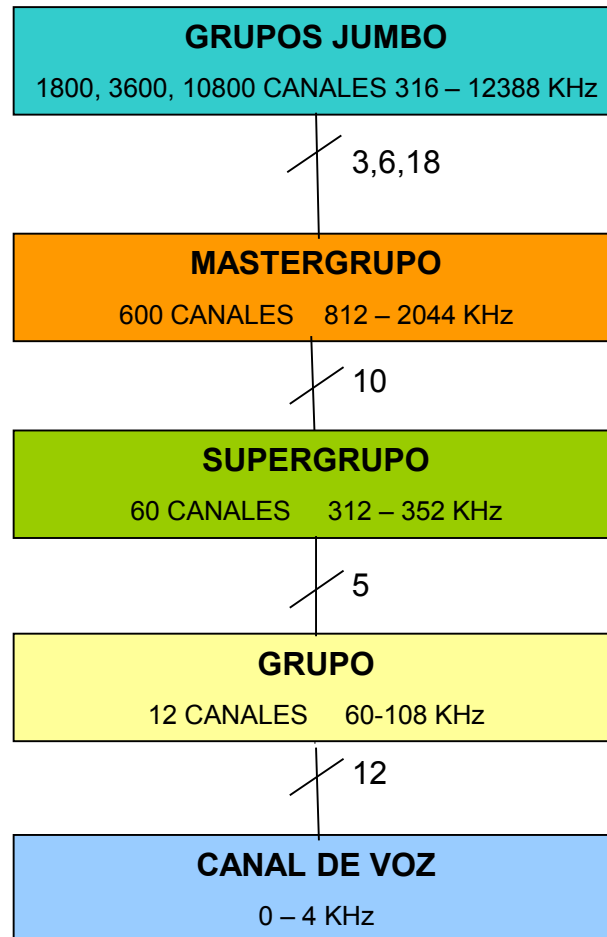 GRUPOS JUMBO
1800, 3600, 10800 CANALES 316 – 12388 KHz
3,6,18
MASTERGRUPO
600 CANALES 812 – 2044 KHz
10
SUPERGRUPO
60 CANALES 312 – 352 KHz
5
GRUPO
12 CANALES 60-108 KHz
12
CANAL DE VOZ
0 – 4 KHz